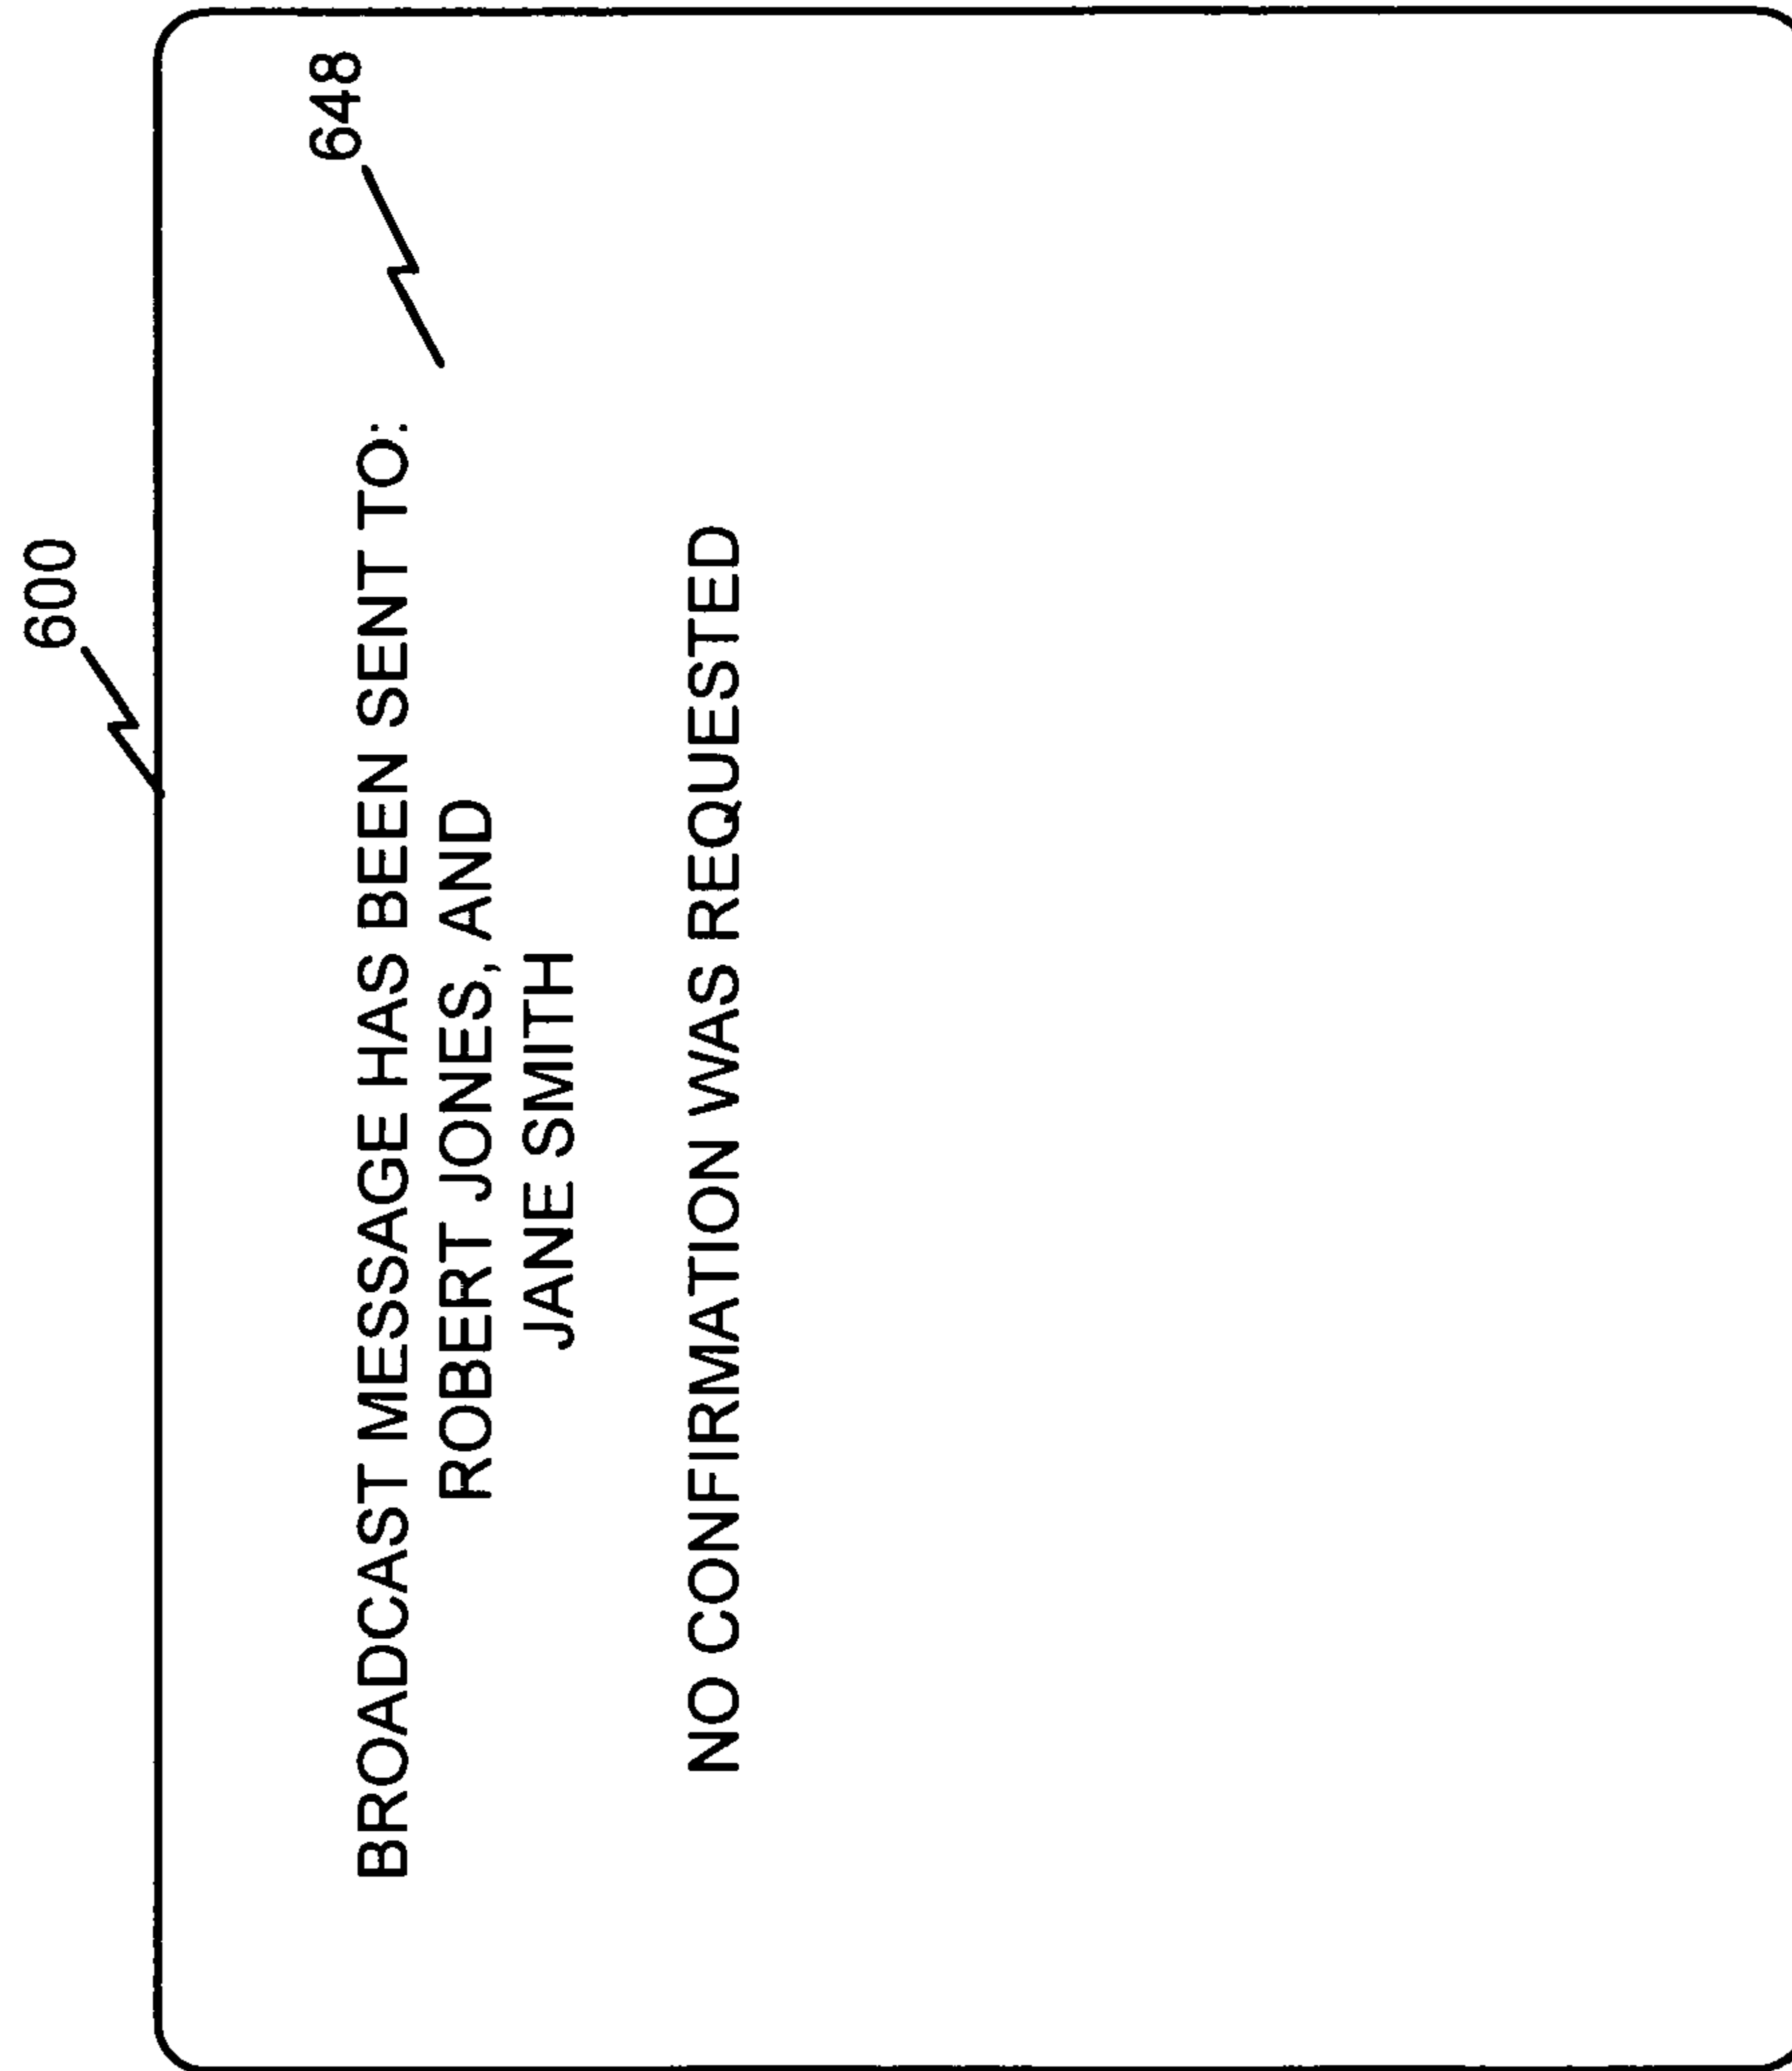 600
648
BROADCAST MESSAGE HAS BEEN SENT TO:
ROBERT JONES, AND
JANE SMITH
NO CONFIRMATION WAS REQUESTED